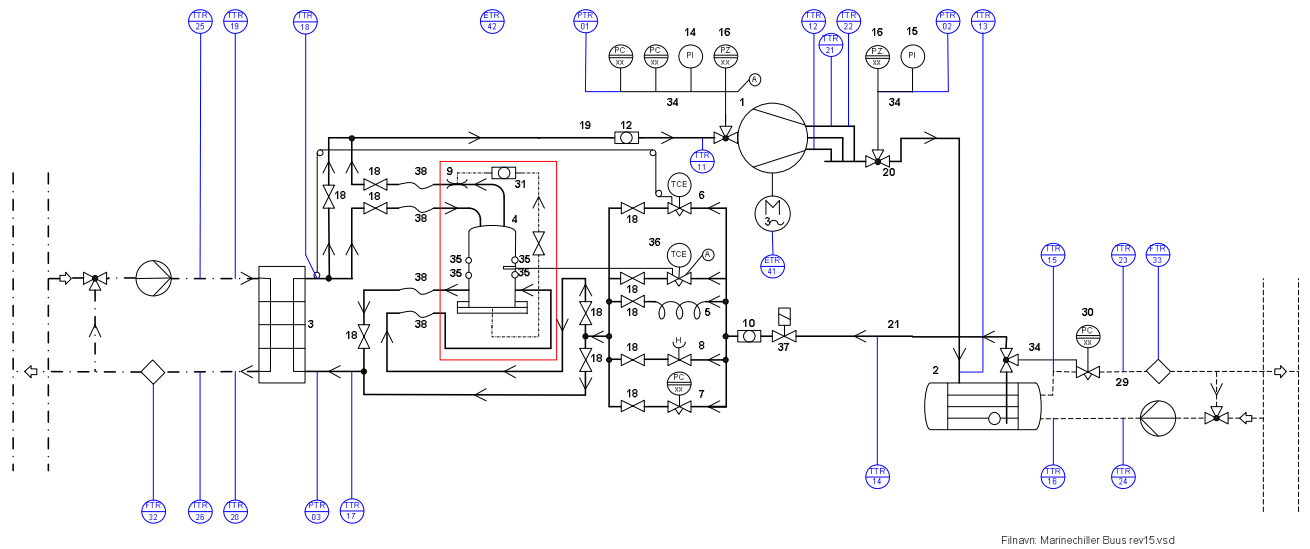 TTR 25
TTR 19
TTR 18
ETR 42
PTR 01
TTR 12
TTR 22
PTR 02
TTR 13
14
16
16
15
TTR 21
PC xx
PC xx
PI
PZ xx
PZ xx
PI
A
34
1
34
19
12
TTR 11
20
18
38
9
31
TCE
6
18
18
M
3
38
4
18
36
TCE
A
TTR 15
TTR 23
FTR 33
35
35
ETR 41
35
35
38
18
18
3
18
38
18
5
10
21
30
PC xx
18
37
34
H
18
18
8
2
29
PC xx
18
7
FTR 32
TTR 26
TTR 20
PTR 03
TTR 17
TTR 14
TTR 16
TTR 24
Filnavn: Marinechiller Buus rev15.vsd